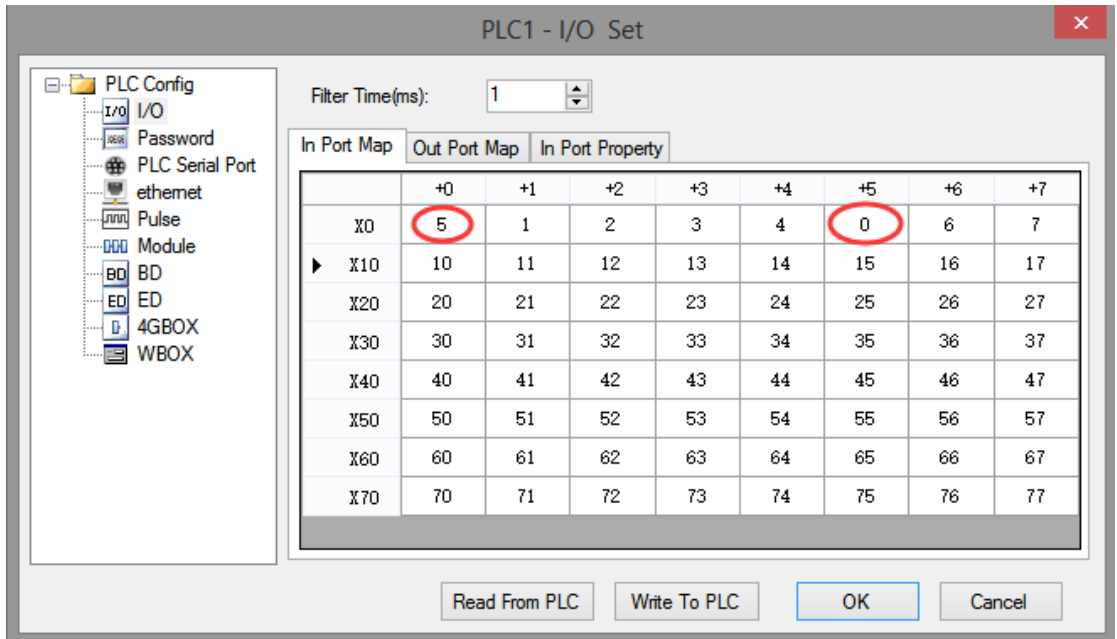 PLC1 - I/O Set
PLC Config
I/O I/O
Password
PLC Serial Port
ethernet
Pulse
Module
BD BD
ED ED
4GBOX
WBOX
Filter Time(ms): 1
In Port Map Out Port Map In Port Property
+0 +1 +2 +3 +4 +5 +6 +7
X0 5 1 2 3 4 0 6 7
X10 10 11 12 13 14 15 16 17
X20 20 21 22 23 24 25 26 27
X30 30 31 32 33 34 35 36 37
X40 40 41 42 43 44 45 46 47
X50 50 51 52 53 54 55 56 57
X60 60 61 62 63 64 65 66 67
X70 70 71 72 73 74 75 76 77
Read From PLC Write To PLC OK Cancel